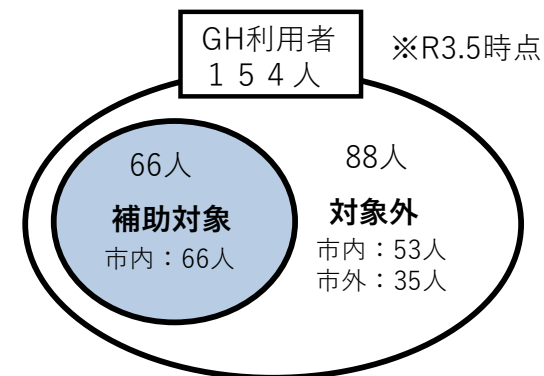 GH利用者
１５４人
※R3.5時点
66人
補助対象
市内：66人
88人
対象外
市内：53人
市外：35人